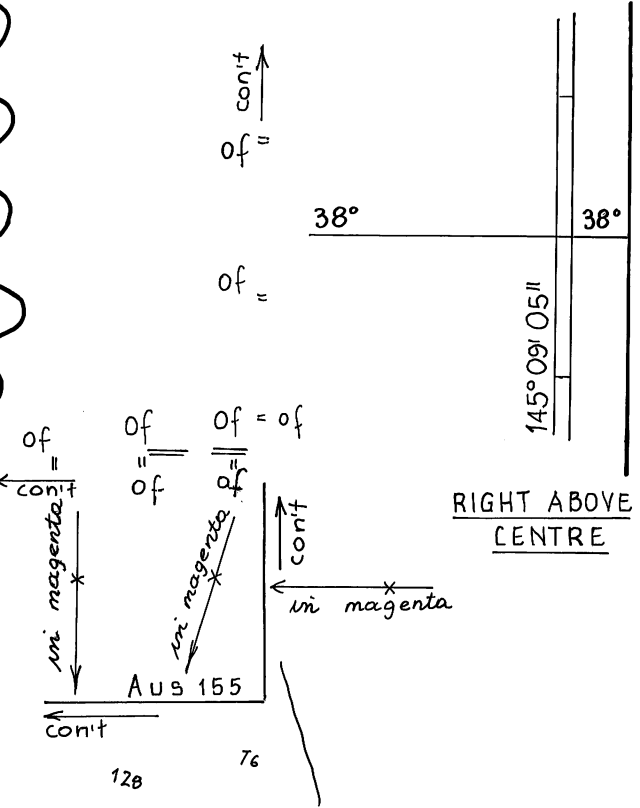 con't
of =
38° 38°
of =
145° 09' 05"
of of of = of
= = =
of of
con't
in magenta
in magenta
con't
in magenta
RIGHT ABOVE
CENTRE
Aus 155
con't
128 76